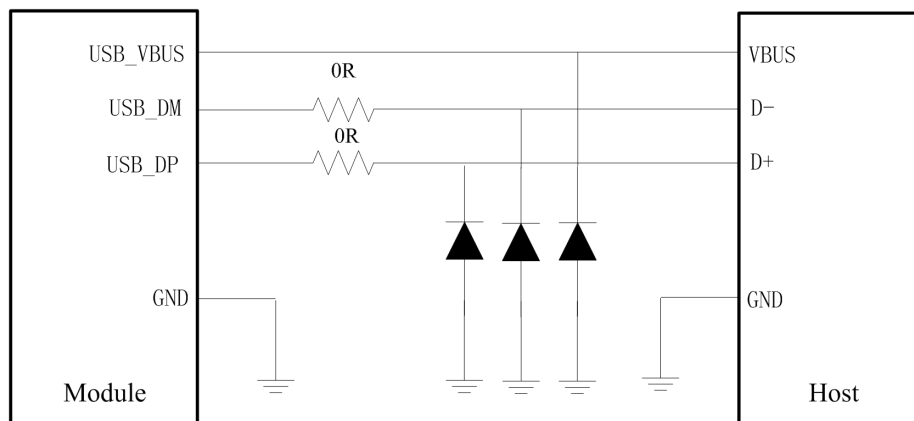 USB_VBUS
VBUS
0R
USB_DM
D-
0R
USB_DP
D+
GND
GND
Module
Host